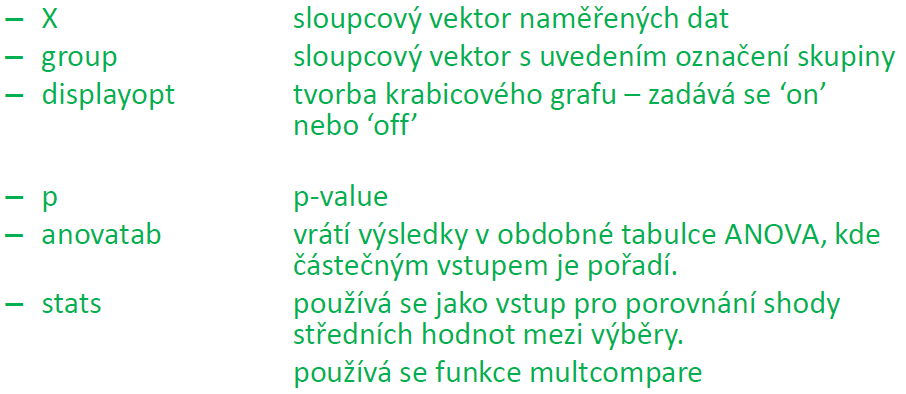 – X sloupcový vektor naměřených dat
– group sloupcový vektor s uvedením označení skupiny
– displayopt tvorba krabicového grafu – zadává se ‘on’
nebo ‘off’
– p p-value
– anovatab vrátí výsledky v obdobné tabulce ANOVA, kde
částečným vstupem je pořadí.
– stats používá se jako vstup pro porovnání shody
středních hodnot mezi výběry.
používá se funkce multcompare